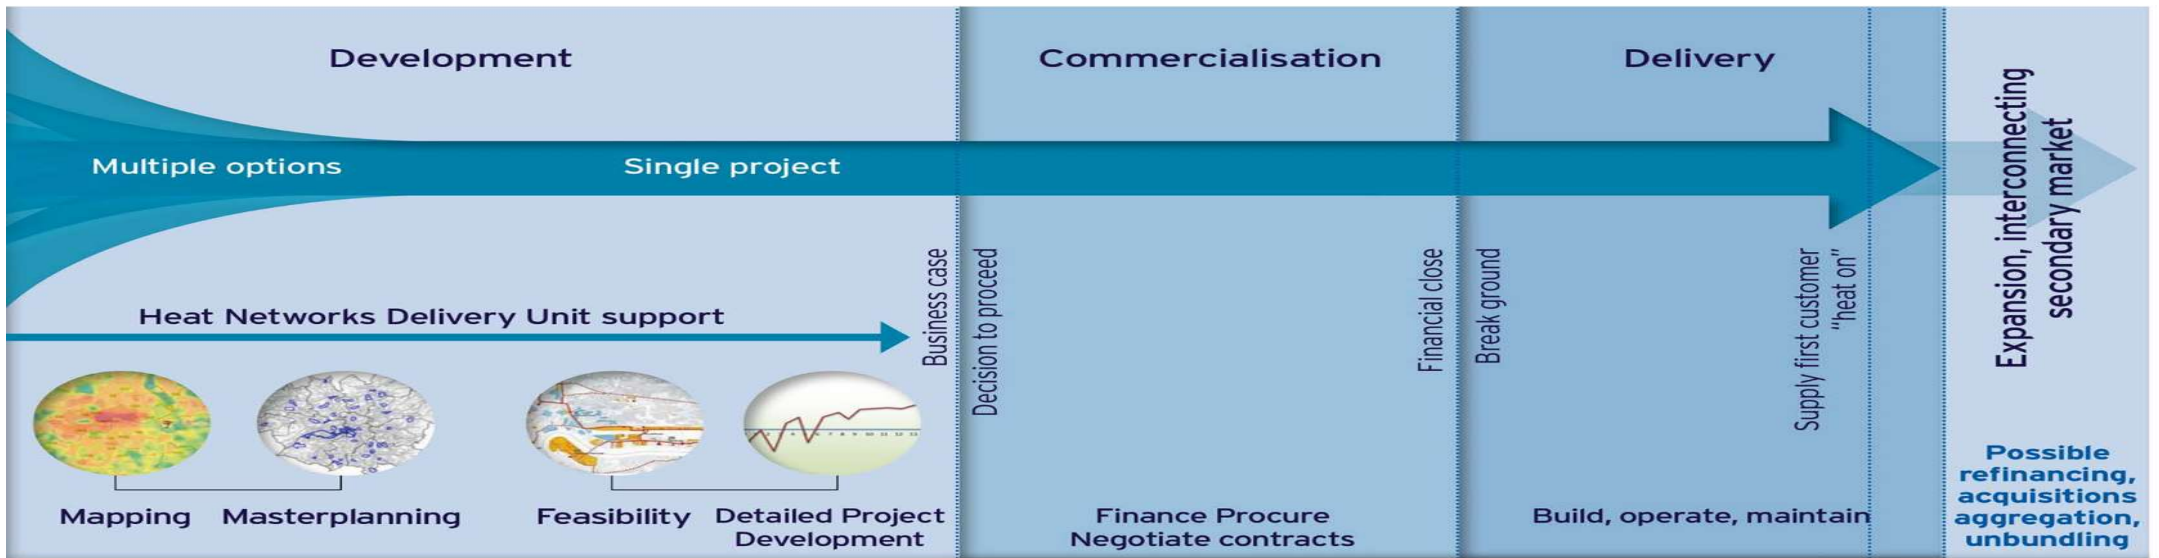 Development
Commercialisation
Delivery
Multiple options
Single project
Heat Networks Delivery Unit support
Business case
Decision to proceed
Financial close
Break ground
Supply first customer
“heat on”
Expansion, interconnecting
secondary market
Mapping
Masterplanning
Feasibility
Detailed Project
Development
Finance Procure
Negotiate contracts
Build, operate, maintain
Possible
refinancing,
acquisitions
aggregation,
unbundling